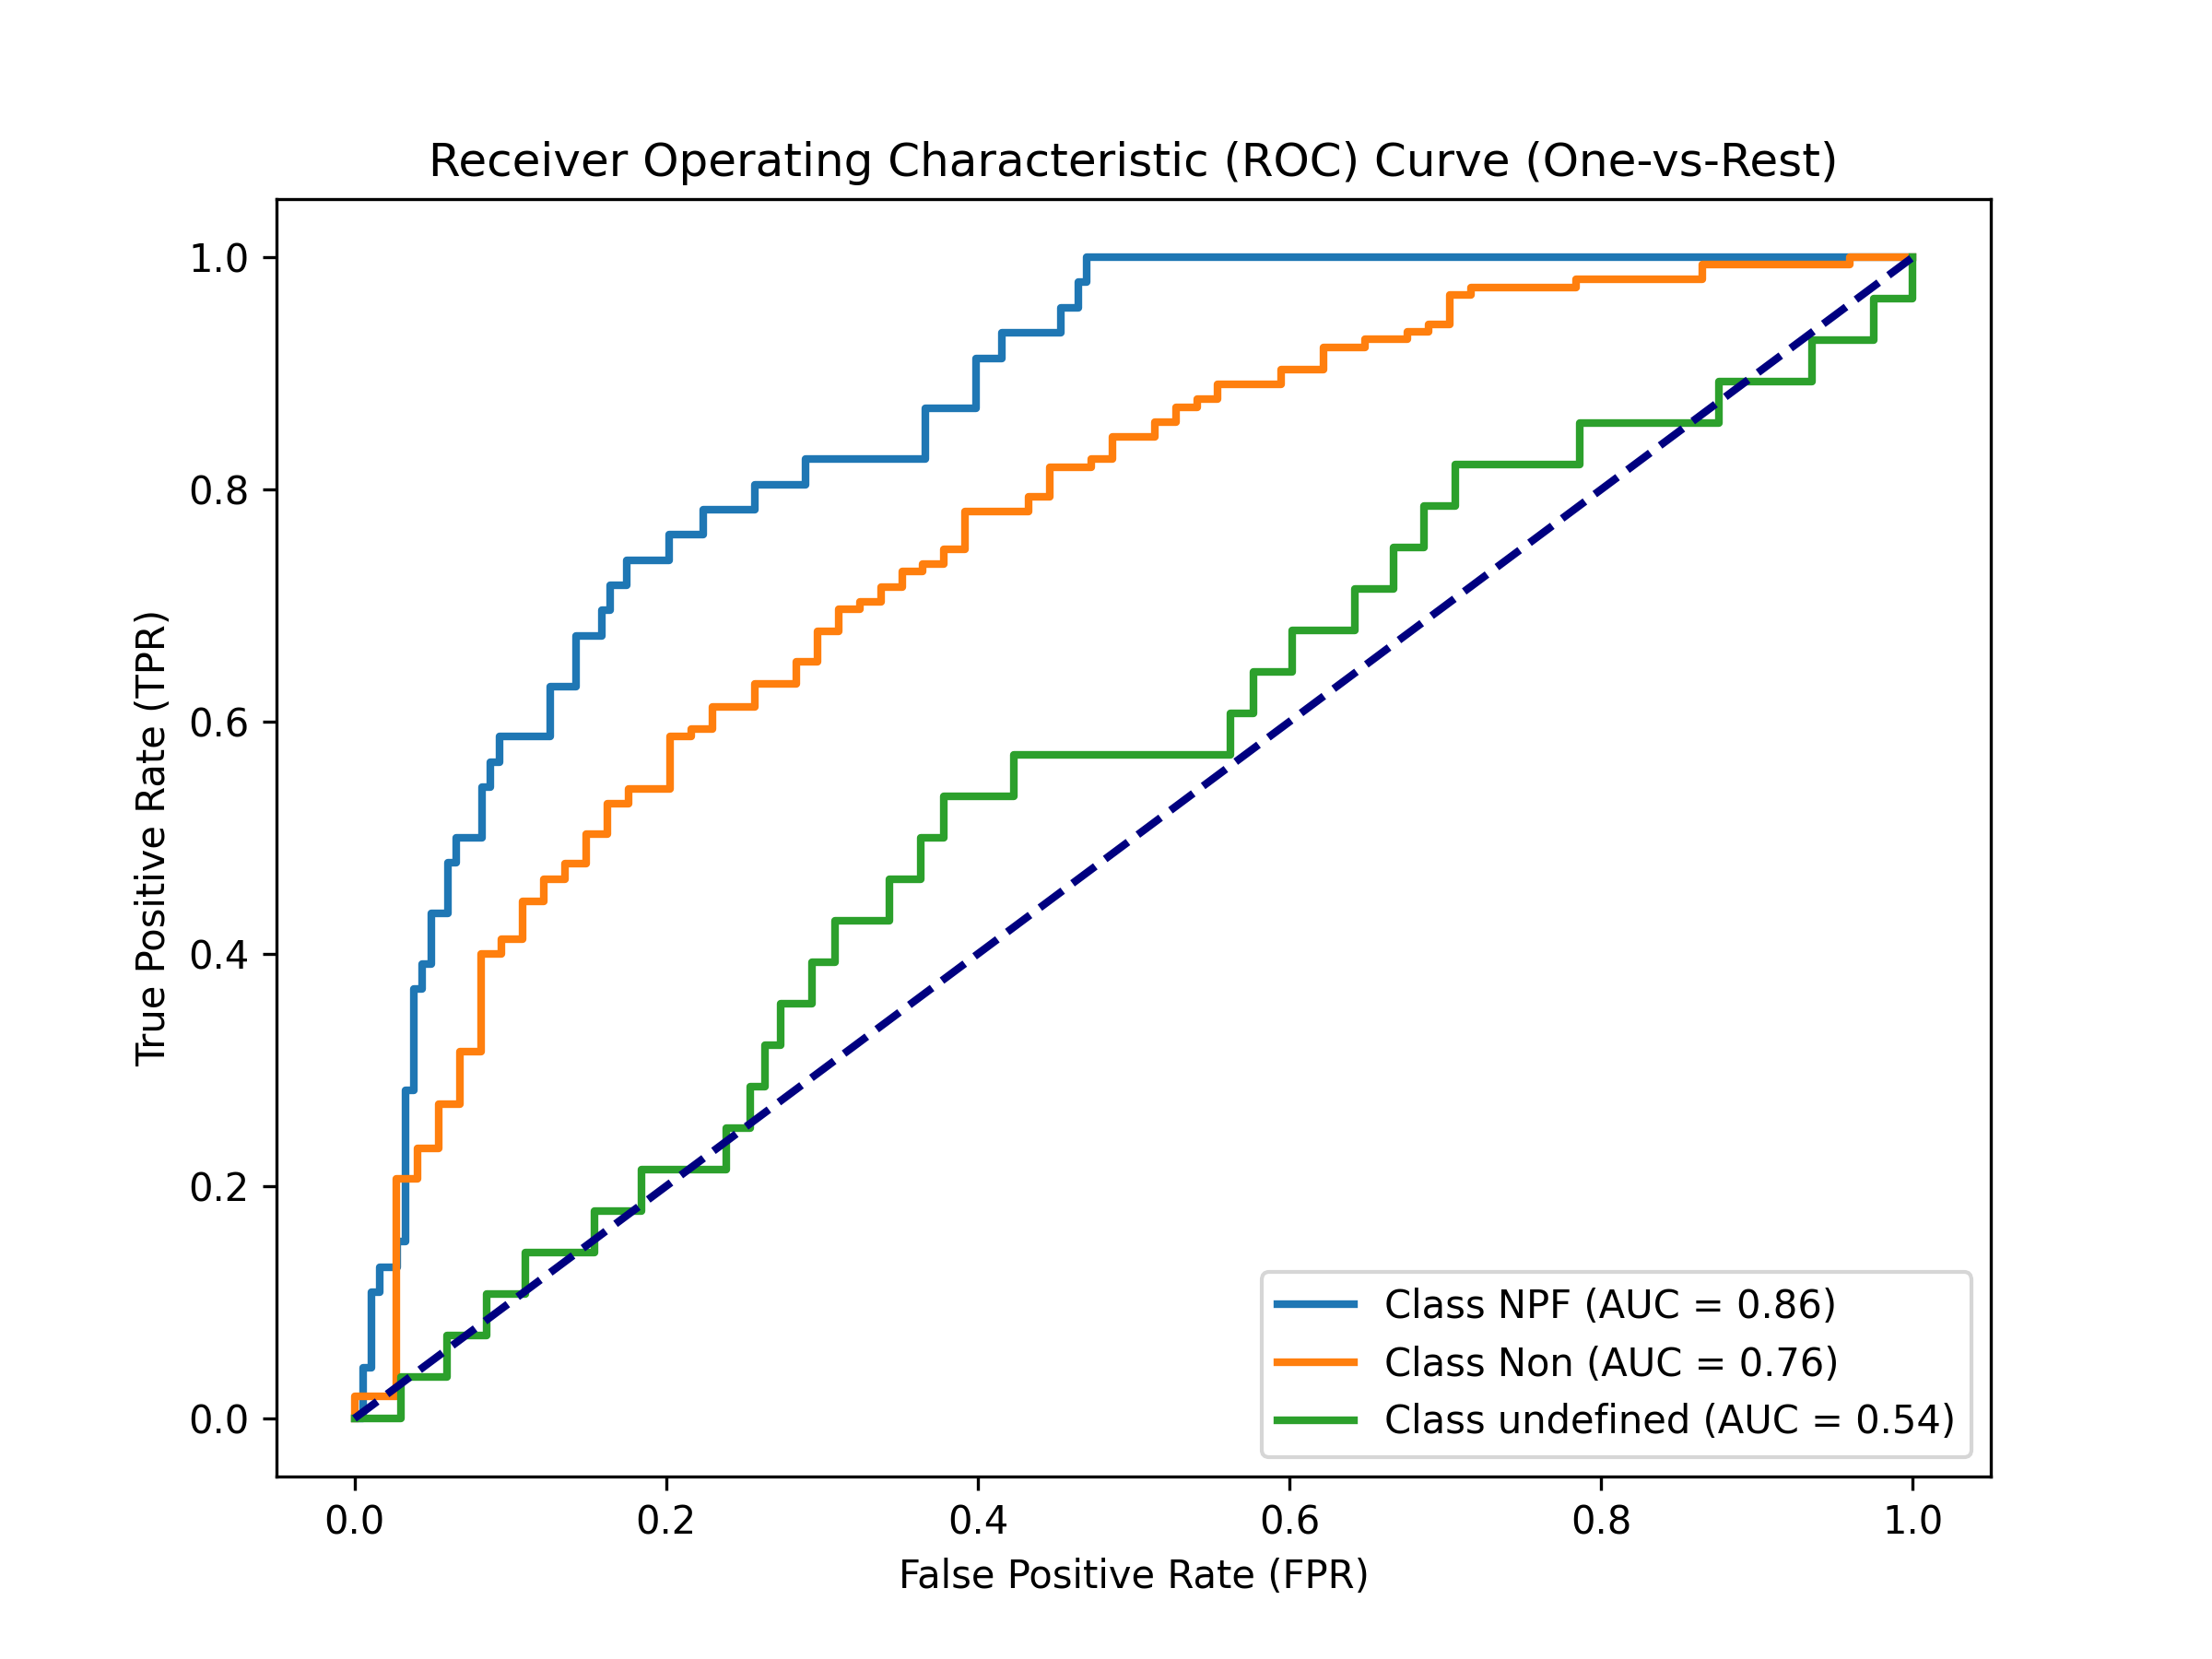 Receiver Operating Characteristic (ROC) Curve (One-vs-Rest)
True Positive Rate (TPR)
1.0
0.8
0.6
0.4
0.2
0.0
Class NPF (AUC = 0.86)
Class Non (AUC = 0.76)
Class undefined (AUC = 0.54)
0.0 0.2 0.4 0.6 0.8 1.0
False Positive Rate (FPR)